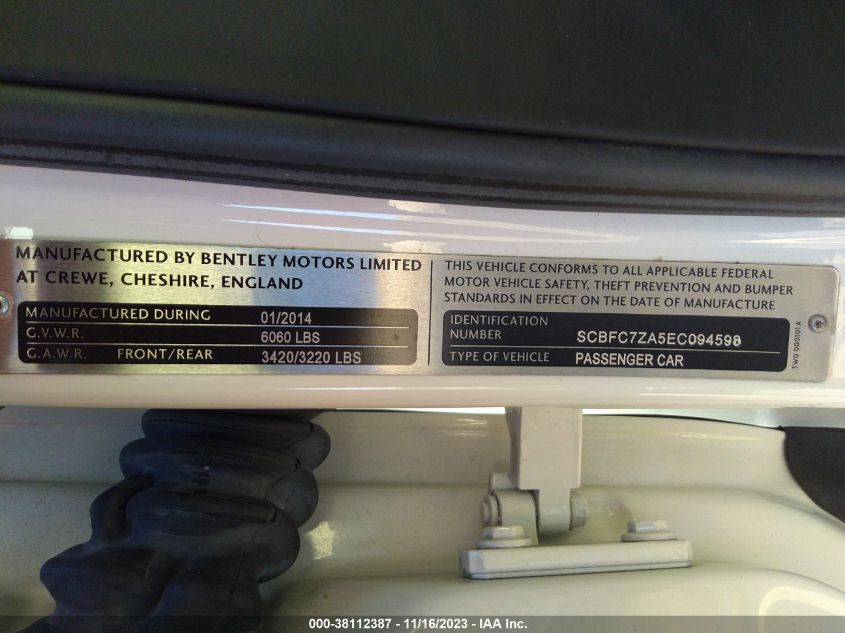 MANUFACTURED BY BENTLEY MOTORS LIMITED
AT CREWE, CHESHIRE, ENGLAND
MANUFACTURED DURING 01/2014
G.V.W.R. 6060 LBS
G.A.W.R. FRONT/REAR 3420/3220 LBS
THIS VEHICLE CONFORMS TO ALL APPLICABLE FEDERAL
MOTOR VEHICLE SAFETY, THEFT PREVENTION AND BUMPER
STANDARDS IN EFFECT ON THE DATE OF MANUFACTURE
IDENTIFICATION
NUMBER SCBFC7ZA5EC094598
TYPE OF VEHICLE PASSENGER CAR
3W0 000101A
000-38112387 - 11/16/2023 - IAA Inc.